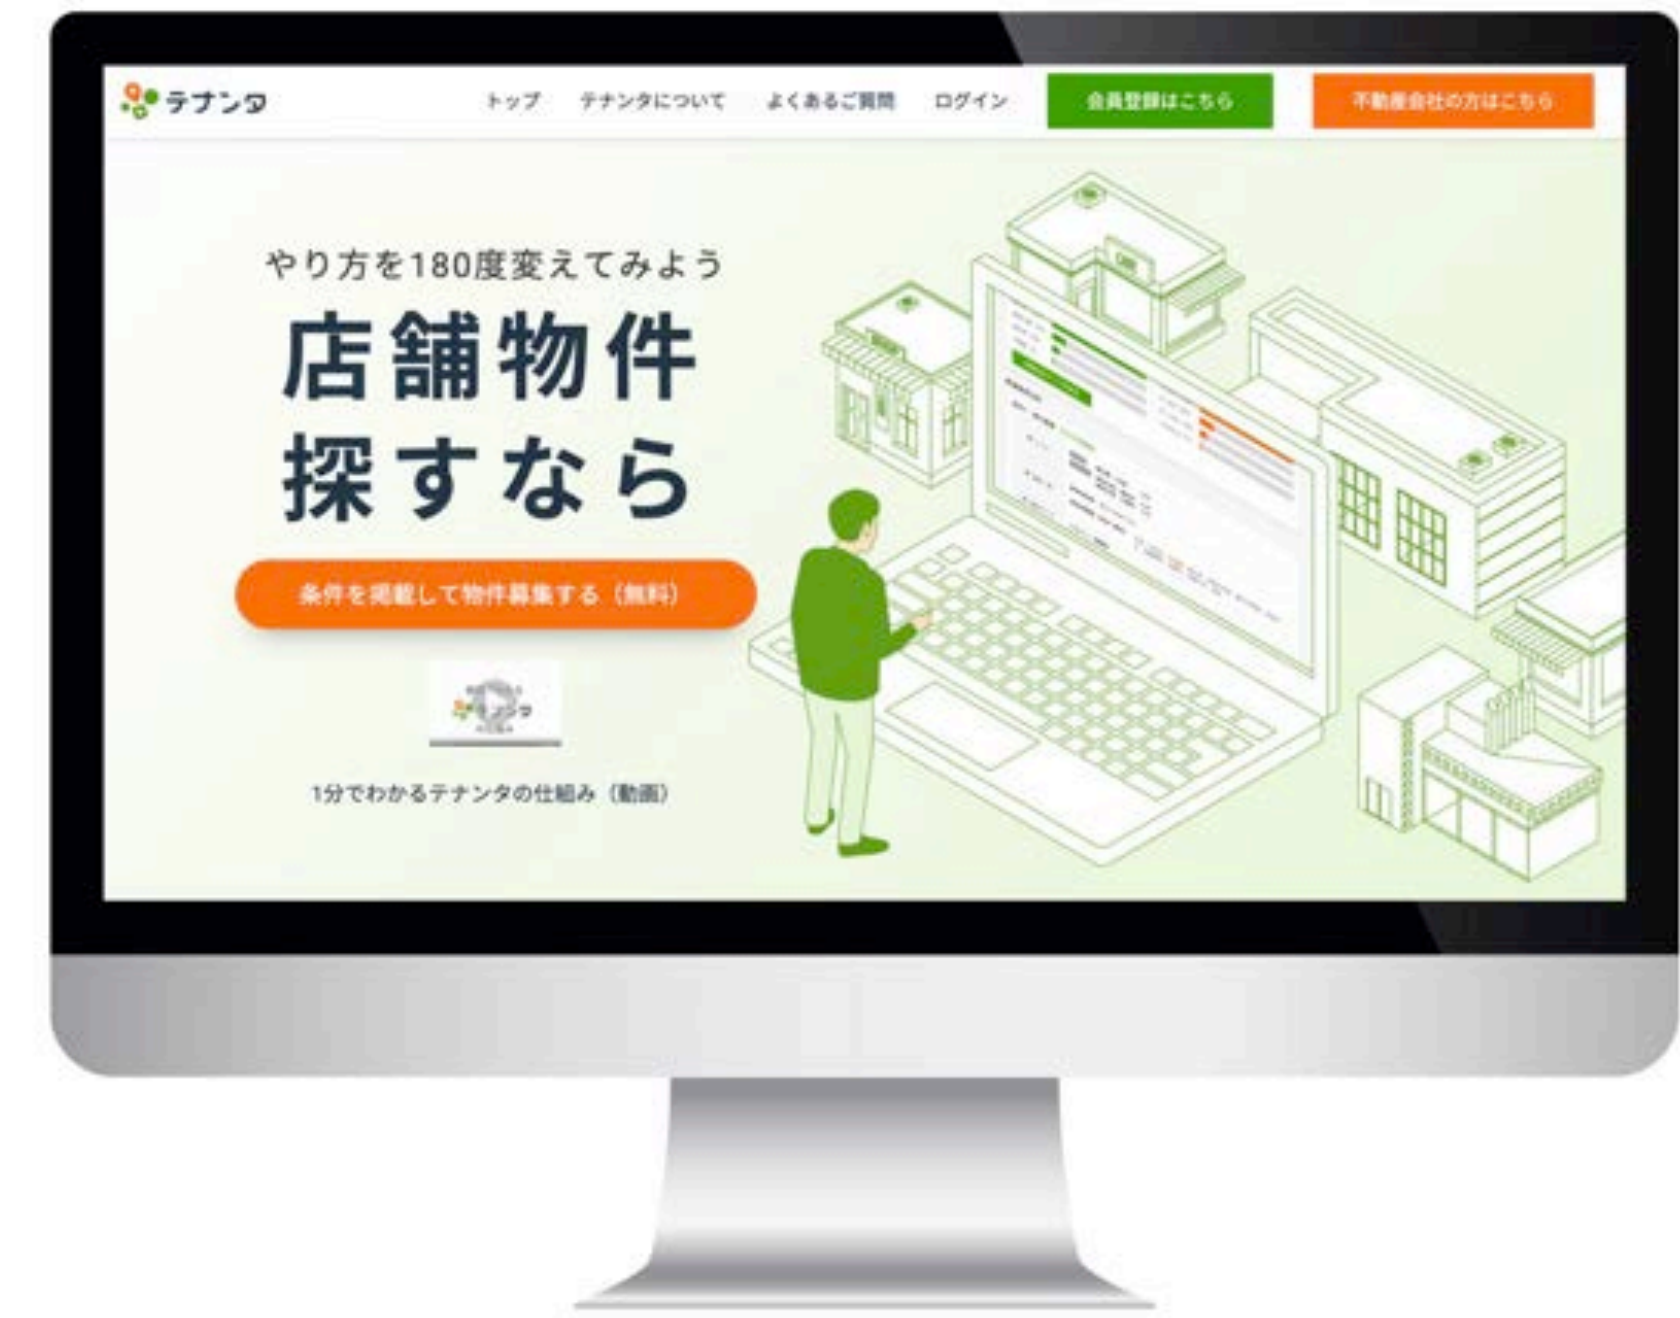 テナンタ
トップ テナンタについて よくあるご質問 ログイン 会員登録はこちら 不動産会社の方はこちら
やり方を180度変えてみよう
店舗物件
探すなら
条件を掲載して物件募集する（無料）
テナンタ
1分でわかるテナンタの仕組み（動画）